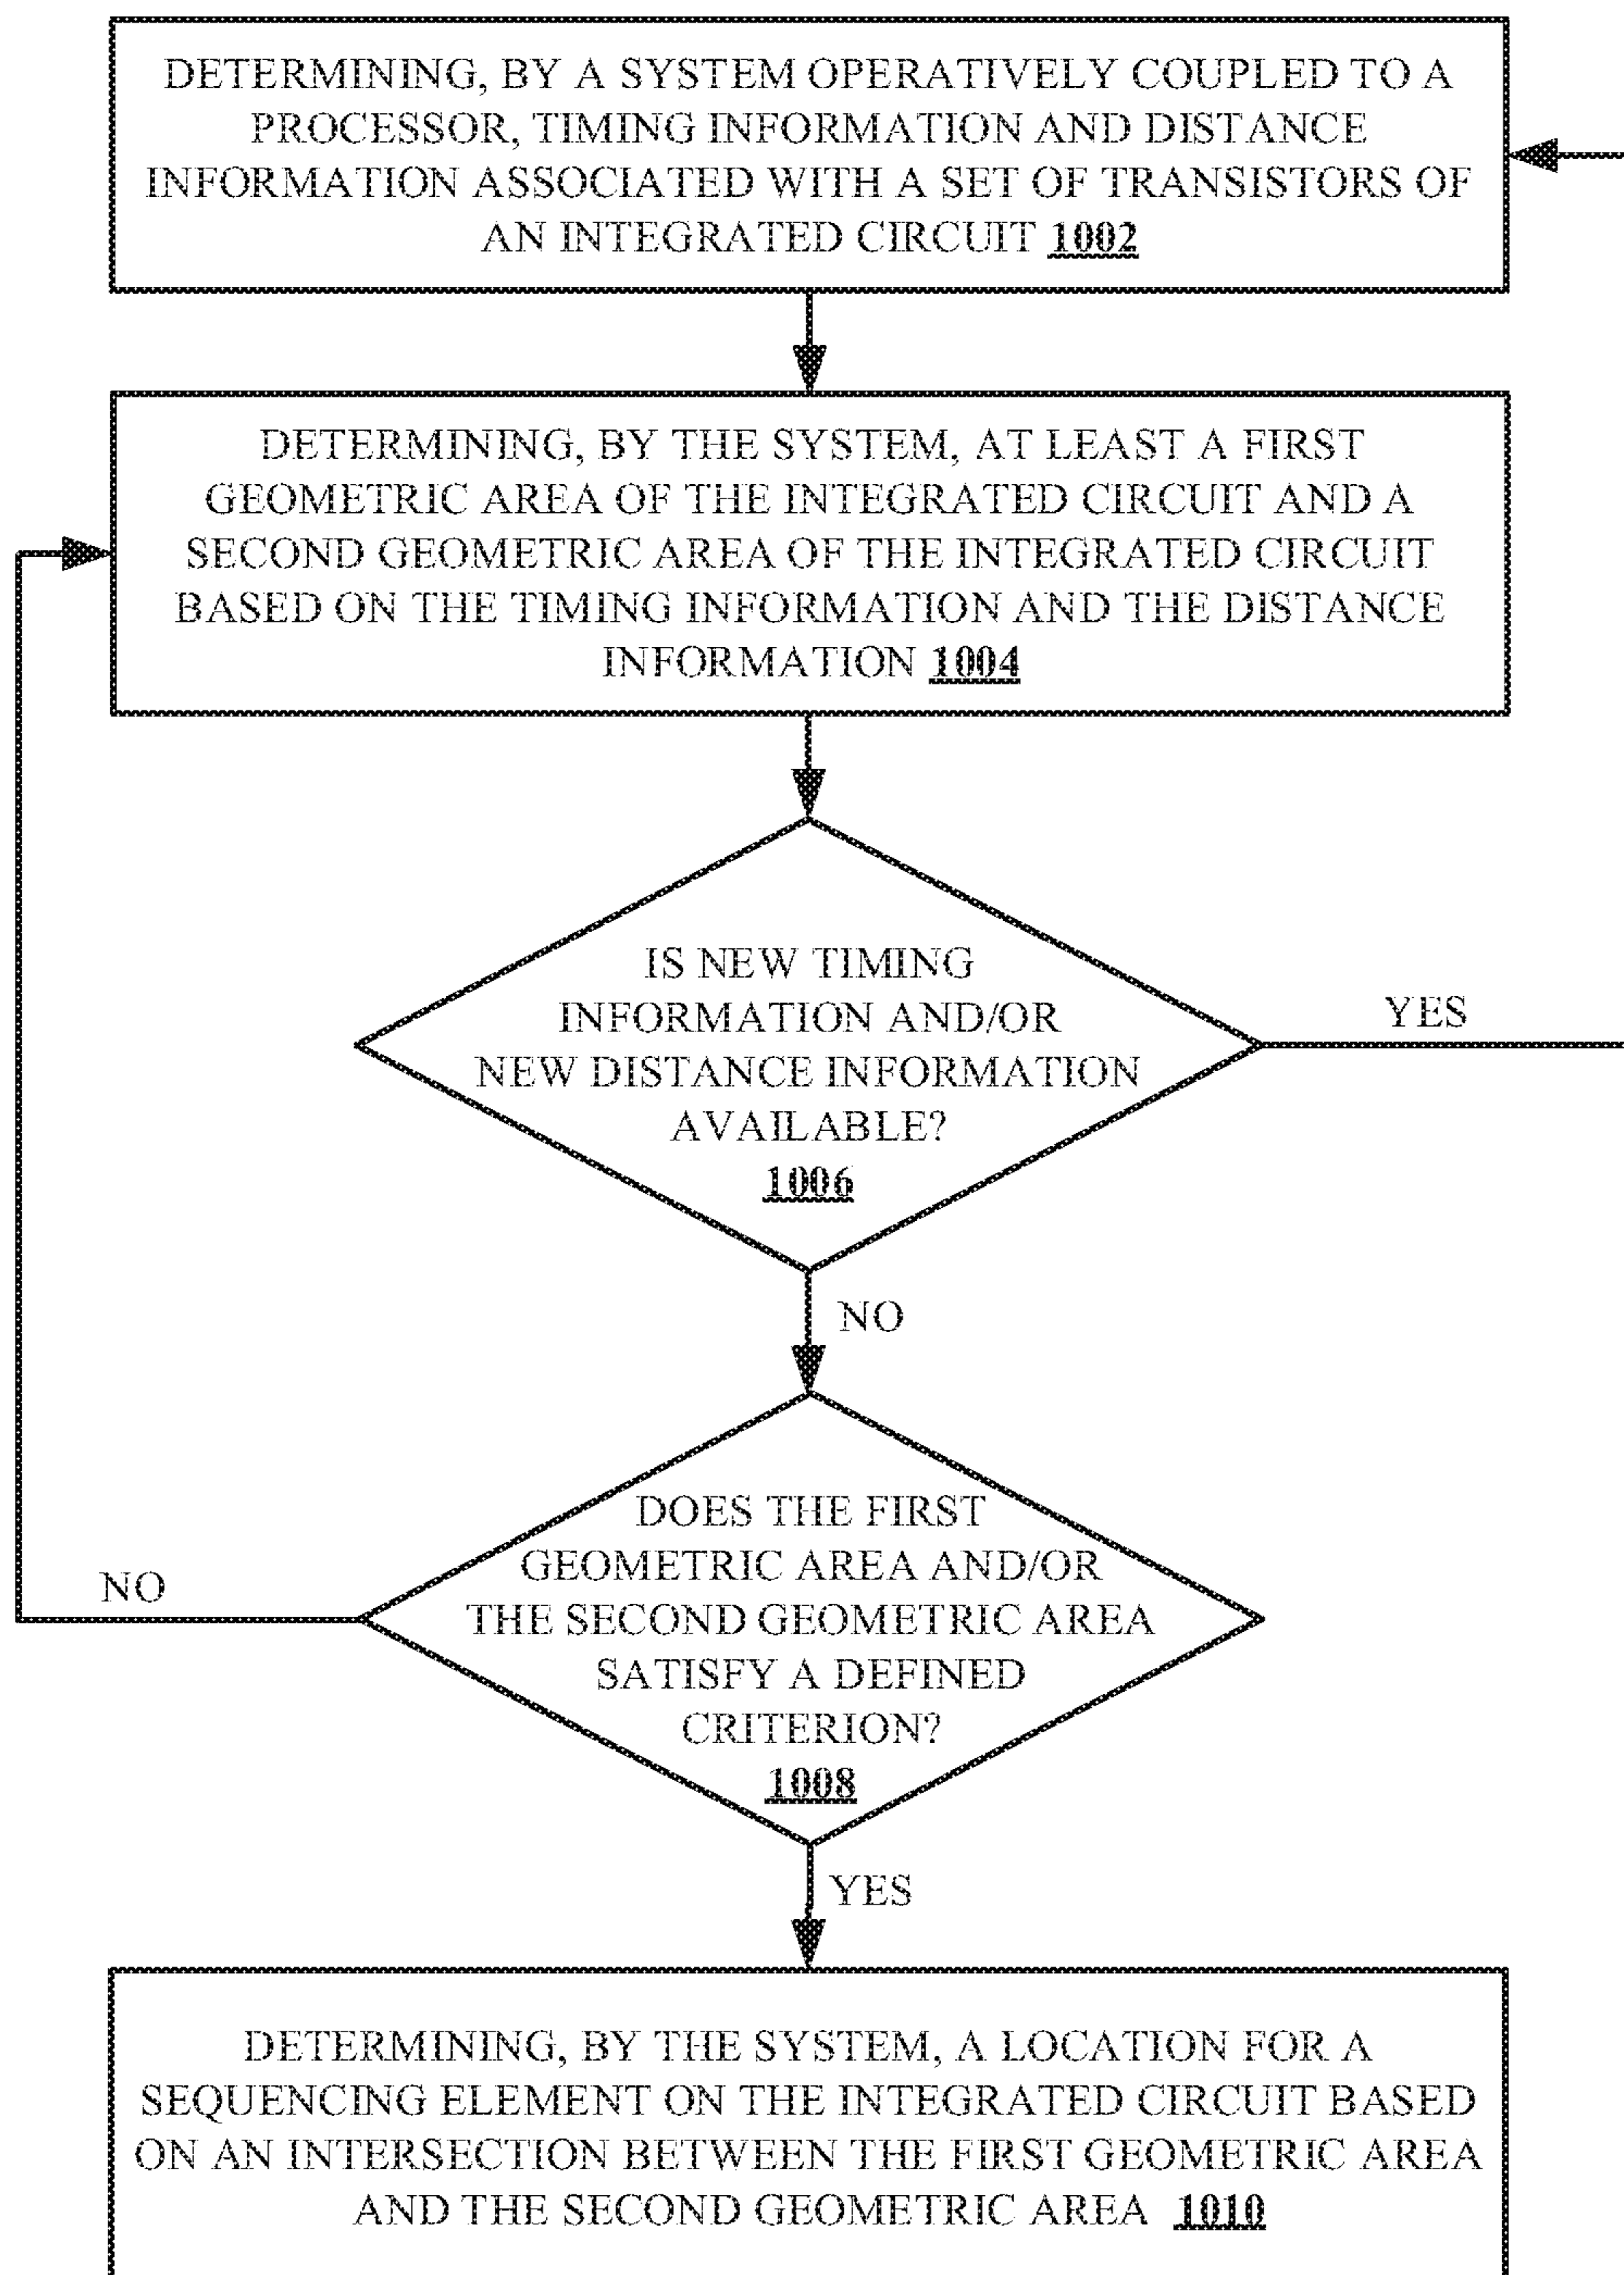 DETERMINING, BY A SYSTEM OPERATIVELY COUPLED TO A
PROCESSOR, TIMING INFORMATION AND DISTANCE
INFORMATION ASSOCIATED WITH A SET OF TRANSISTORS OF
AN INTEGRATED CIRCUIT 1002
DETERMINING, BY THE SYSTEM, AT LEAST A FIRST
GEOMETRIC AREA OF THE INTEGRATED CIRCUIT AND A
SECOND GEOMETRIC AREA OF THE INTEGRATED CIRCUIT
BASED ON THE TIMING INFORMATION AND THE DISTANCE
INFORMATION 1004
IS NEW TIMING
INFORMATION AND/OR
NEW DISTANCE INFORMATION
AVAILABLE?
1006
YES
NO
DOES THE FIRST
GEOMETRIC AREA AND/OR
THE SECOND GEOMETRIC AREA
SATISFY A DEFINED
CRITERION?
1008
NO
YES
DETERMINING, BY THE SYSTEM, A LOCATION FOR A
SEQUENCING ELEMENT ON THE INTEGRATED CIRCUIT BASED
ON AN INTERSECTION BETWEEN THE FIRST GEOMETRIC AREA
AND THE SECOND GEOMETRIC AREA 1010